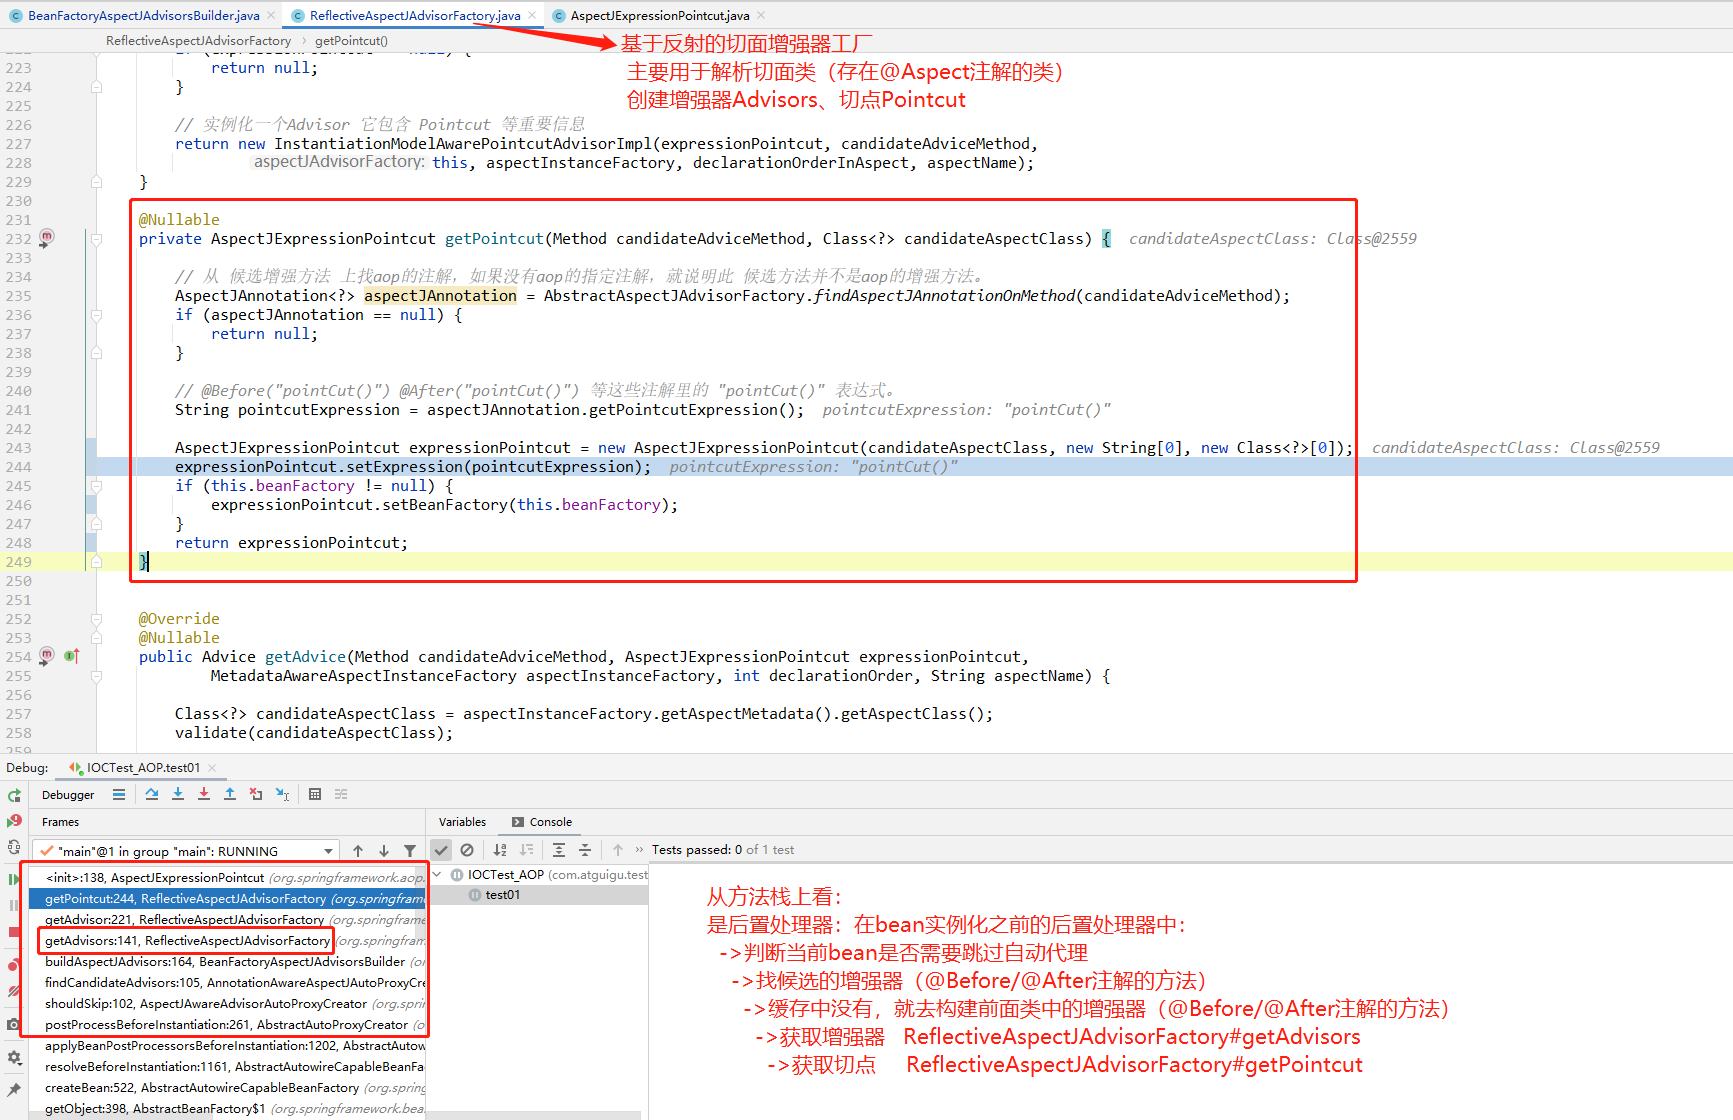 BeanFactoryAspectJAdvisorsBuilder.java
ReflectiveAspectJAdvisorFactory.java
AspectJExpressionPointcut.java
ReflectiveAspectJAdvisorFactory › getPointcut()
基于反射的切面增强器工厂
主要用于解析切面类（存在@Aspect注解的类）
创建增强器Advisors、切点Pointcut
223 return null;
224 }
225
226 // 实例化一个Advisor 它包含 Pointcut 等重要信息
227 return new InstantiationModelAwarePointcutAdvisorImpl(expressionPointcut, candidateAdviceMethod,
228 aspectJAdvisorFactory: this, aspectInstanceFactory, declarationOrderInAspect, aspectName);
229 }
230
231 @Nullable
232 private AspectJExpressionPointcut getPointcut(Method candidateAdviceMethod, Class<?> candidateAspectClass) { candidateAspectClass: Class@2559
233
234 // 从 候选增强方法 上找aop的注解，如果没有aop的指定注解，就说明此 候选方法并不是aop的增强方法。
235 AspectJAnnotation<?> aspectJAnnotation = AbstractAspectJAdvisorFactory.findAspectJAnnotationOnMethod(candidateAdviceMethod);
236 if (aspectJAnnotation == null) {
237 return null;
238 }
239
240 // @Before("pointCut()") @After("pointCut()") 等这些注解里的 "pointCut()" 表达式。
241 String pointcutExpression = aspectJAnnotation.getPointcutExpression(); pointcutExpression: "pointCut()"
242
243 AspectJExpressionPointcut expressionPointcut = new AspectJExpressionPointcut(candidateAspectClass, new String[0], new Class<?>[0]); candidateAspectClass: Class@2559
244 expressionPointcut.setExpression(pointcutExpression); pointcutExpression: "pointCut()"
245 if (this.beanFactory != null) {
246 expressionPointcut.setBeanFactory(this.beanFactory);
247 }
248 return expressionPointcut;
249 }
250
251
252 @Override
253 @Nullable
254 public Advice getAdvice(Method candidateAdviceMethod, AspectJExpressionPointcut expressionPointcut,
255 MetadataAwareAspectInstanceFactory aspectInstanceFactory, int declarationOrder, String aspectName) {
256
257 Class<?> candidateAspectClass = aspectInstanceFactory.getAspectMetadata().getAspectClass();
258 validate(candidateAspectClass);
259
Debug: IOCTest_AOP.test01
Debugger
Frames
Variables Console
"main"@1 in group "main": RUNNING
Tests passed: 0 of 1 test
<init>:138, AspectJExpressionPointcut (org.springframework.aop.
getPointcut:244, ReflectiveAspectJAdvisorFactory (org.springframe
getAdvisor:221, ReflectiveAspectJAdvisorFactory (org.springframe
getAdvisors:141, ReflectiveAspectJAdvisorFactory (org.springfram
buildAspectJAdvisors:164, BeanFactoryAspectJAdvisorsBuilder (o
findCandidateAdvisors:105, AnnotationAwareAspectJAutoProxyCre
shouldSkip:102, AspectJAwareAdvisorAutoProxyCreator (org.spring
postProcessBeforeInstantiation:261, AbstractAutoProxyCreator (o
applyBeanPostProcessorsBeforeInstantiation:1202, AbstractAutow
resolveBeforeInstantiation:1161, AbstractAutowireCapableBeanFa
createBean:522, AbstractAutowireCapableBeanFactory (org.spring
getObject:398, AbstractBeanFactory$1 (org.springframework.bea
IOCTest_AOP (com.atguigu.test
test01
从方法栈上看：
是后置处理器：在bean实例化之前的后置处理器中：
->判断当前bean是否需要跳过自动代理
->找候选的增强器（@Before/@After注解的方法）
->缓存中没有，就去构建前面类中的增强器（@Before/@After注解的方法）
->获取增强器 ReflectiveAspectJAdvisorFactory#getAdvisors
->获取切点 ReflectiveAspectJAdvisorFactory#getPointcut